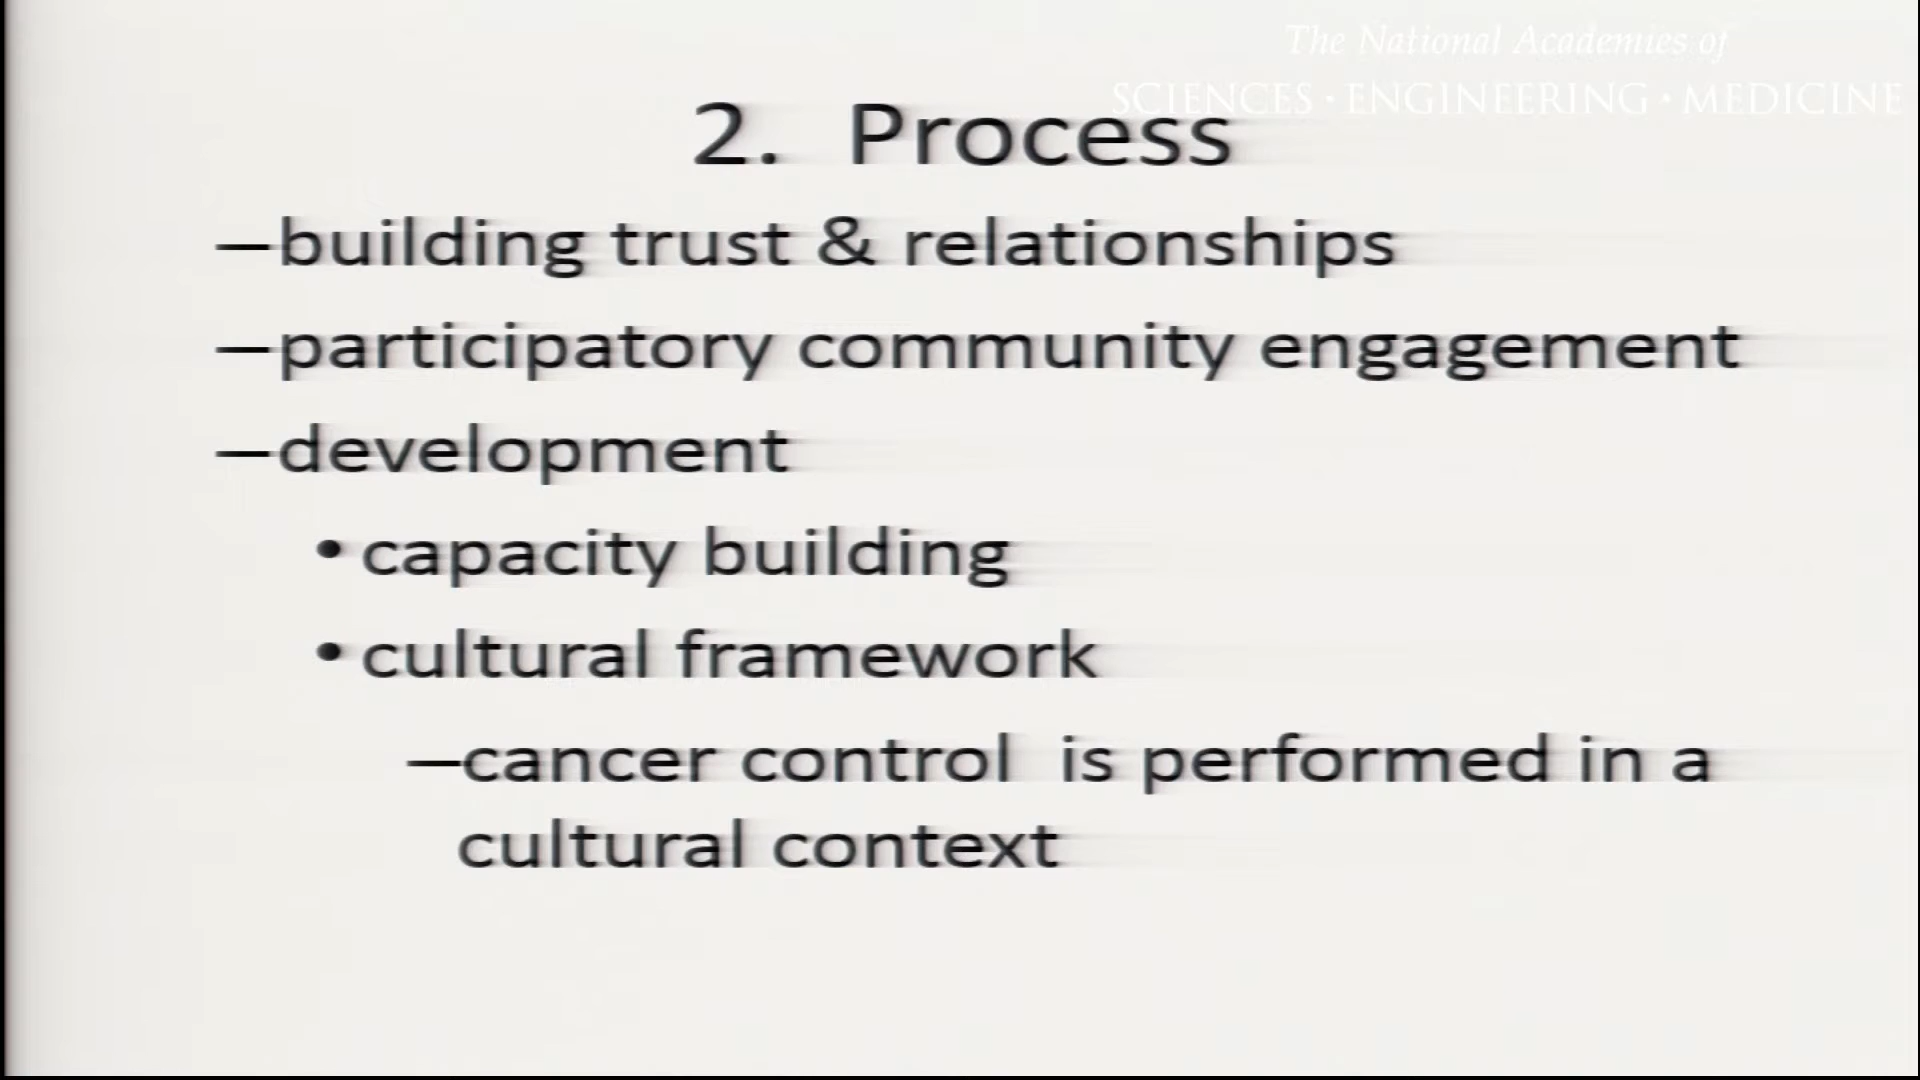 The National Academies of
SCIENCES · ENGINEERING · MEDICINE
2. Process
–building trust & relationships
–participatory community engagement
–development
• capacity building
• cultural framework
–cancer control is performed in a
cultural context